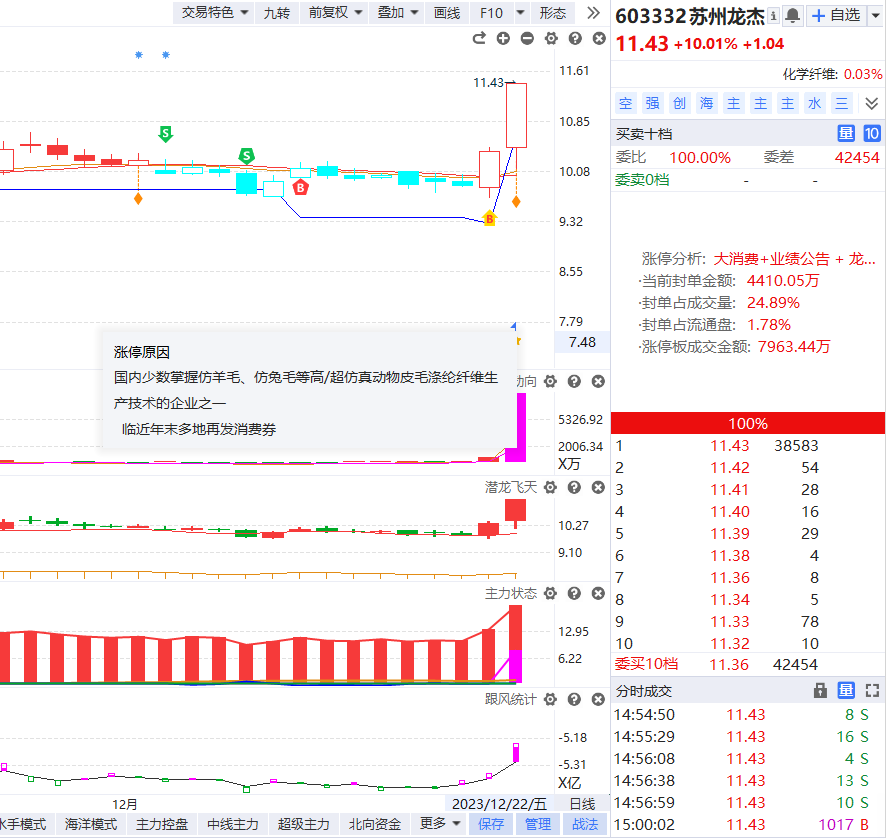 交易特色 九转 前复权 叠加 画线 F10 形态
603332苏州龙杰 自选
11.43 +10.01% +1.04
化学纤维: 0.03%
空 强 创 海 主 主 主 水 三
买卖十档 量 10
委比 100.00% 委差 42454
委卖0档 - -
涨停分析: 大消费+业绩公告 + 龙...
·当前封单金额: 4410.05万
·封单占成交量: 24.89%
·封单占流通盘: 1.78%
·涨停板成交金额: 7963.44万
100%
1 11.43 38583
2 11.42 54
3 11.41 28
4 11.40 16
5 11.39 29
6 11.38 4
7 11.36 8
8 11.34 5
9 11.33 78
10 11.32 10
委买10档 11.36 42454
分时成交 量
14:54:50 11.43 8 S
14:55:29 11.43 16 S
14:56:08 11.43 4 S
14:56:38 11.43 13 S
14:56:59 11.43 10 S
15:00:02 11.43 1017 B
11.43
11.61
10.85
10.08
9.32
8.55
7.79
7.48
S
S
B
B
涨停原因
国内少数掌握仿羊毛、仿兔毛等高/超仿真动物皮毛涤纶纤维生
产技术的企业之一
临近年末多地再发消费券
动向
5326.92
2006.34
X万
潜龙飞天
10.27
9.10
主力状态
12.95
6.22
跟风统计
-5.18
-5.31
X亿
12月 2023/12/22/五 日线
水手模式 海洋模式 主力控盘 中线主力 超级主力 北向资金 更多 保存 管理 战法